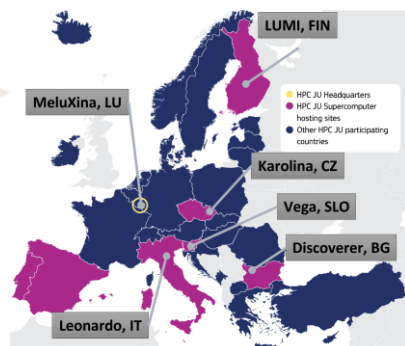 LUMI, FIN
HPC JU Headquarters
HPC JU Supercomputer
hosting sites
Other HPC JU participating
countries
MeluXina, LU
Karolina, CZ
Vega, SLO
Discoverer, BG
Leonardo, IT